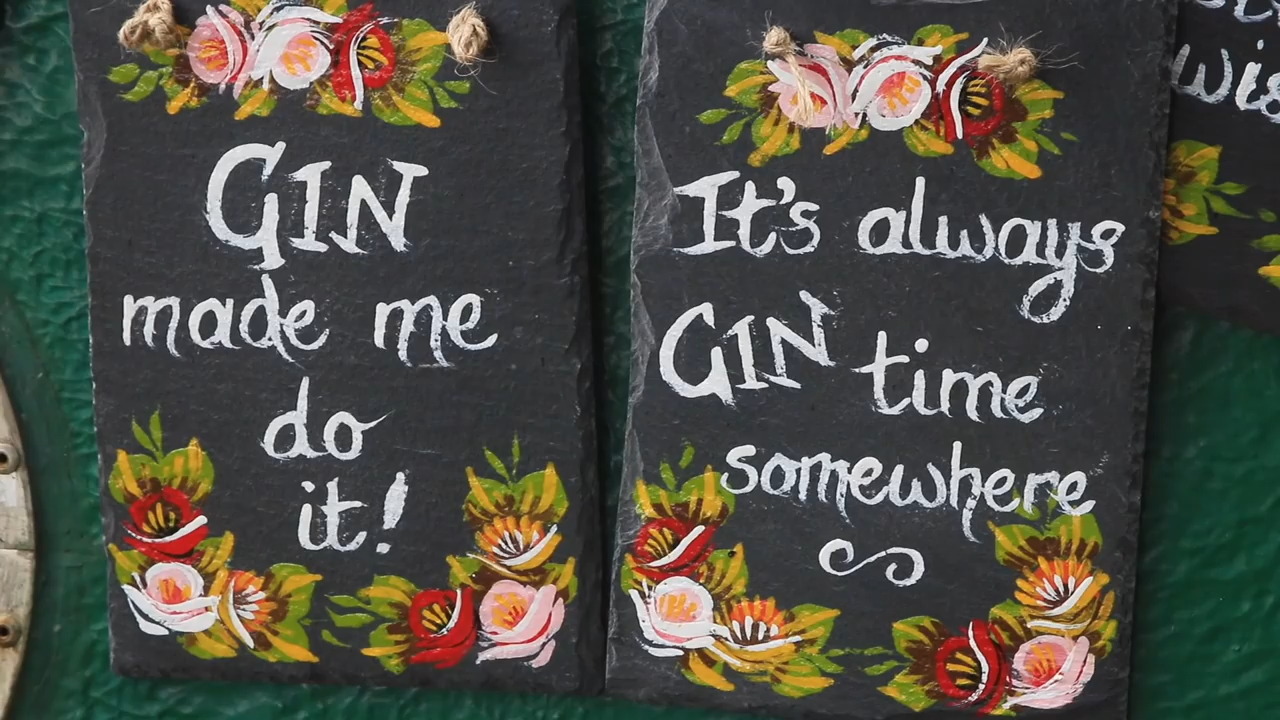 GIN
made me
do
it!
It's always
GIN time
somewhere